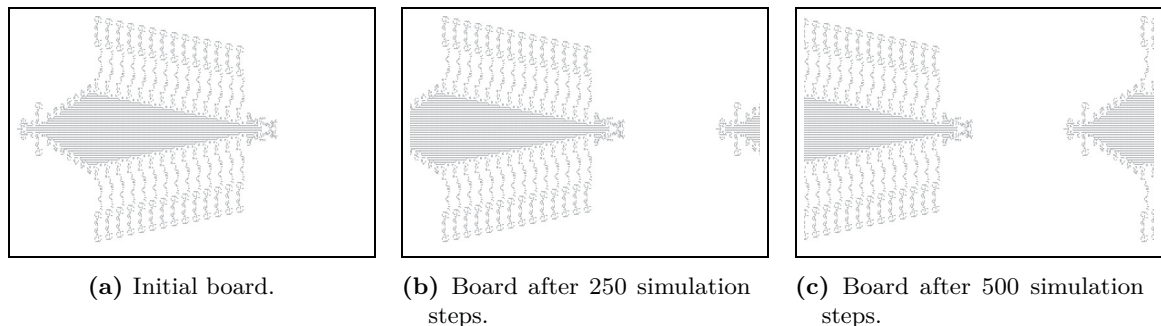 (a) Initial board.
(b) Board after 250 simulation
steps.
(c) Board after 500 simulation
steps.